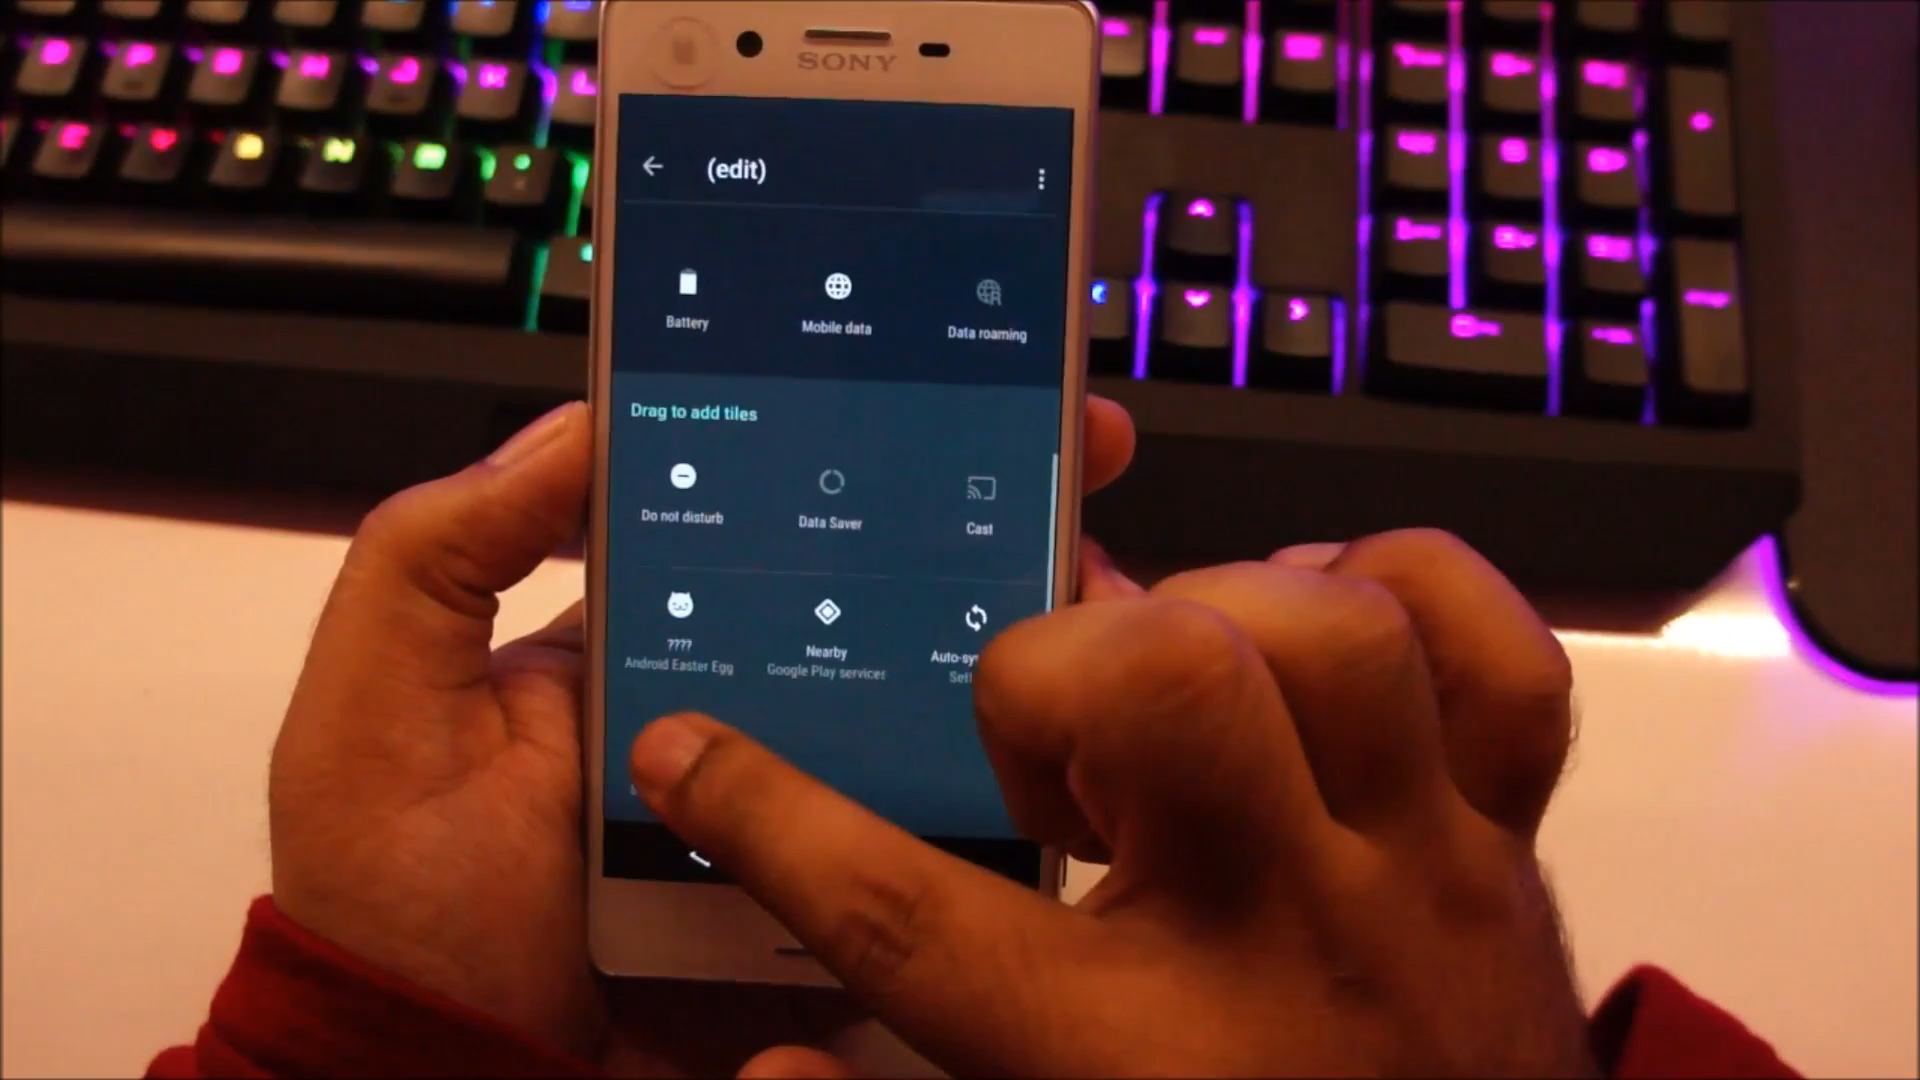 SONY
(edit)
Battery
Mobile data
Data roaming
Drag to add tiles
Do not disturb
Data Saver
Cast
????
Android Easter Egg
Nearby
Google Play services